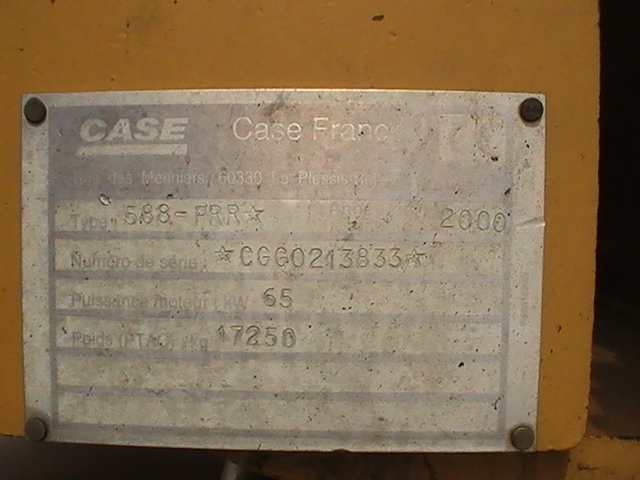 CASE Case Franc
Rue des Meuniers, 60330 Le Plessis
Type 588-PRR☆ 2000
Numéro de série ☆CGG0213833☆
Puissance moteur kW 65
Poids (PTAC) kg 17250